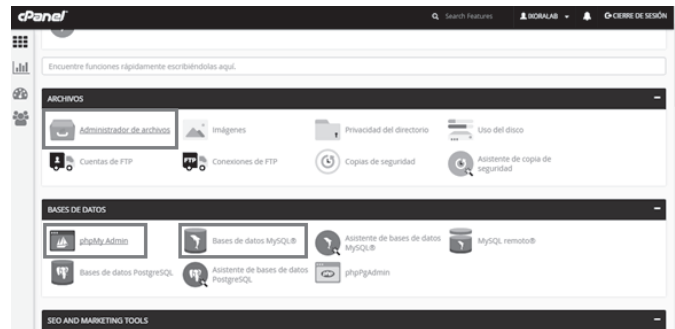 cPanel
Search Features
IXORALAB
CIERRE DE SESIÓN
Encuentre funciones rápidamente escribiéndolas aquí.
ARCHIVOS
Administrador de archivos
Imágenes
Privacidad del directorio
Uso del disco
Cuentas de FTP
FTP
Conexiones de FTP
Copias de seguridad
Asistente de copia de
seguridad
BASES DE DATOS
phpMy Admin
Bases de datos MySQL®
Asistente de bases de datos
MySQL®
MySQL remoto®
Bases de datos PostgreSQL
Asistente de bases de datos
PostgreSQL
php
phpPgAdmin
SEO AND MARKETING TOOLS